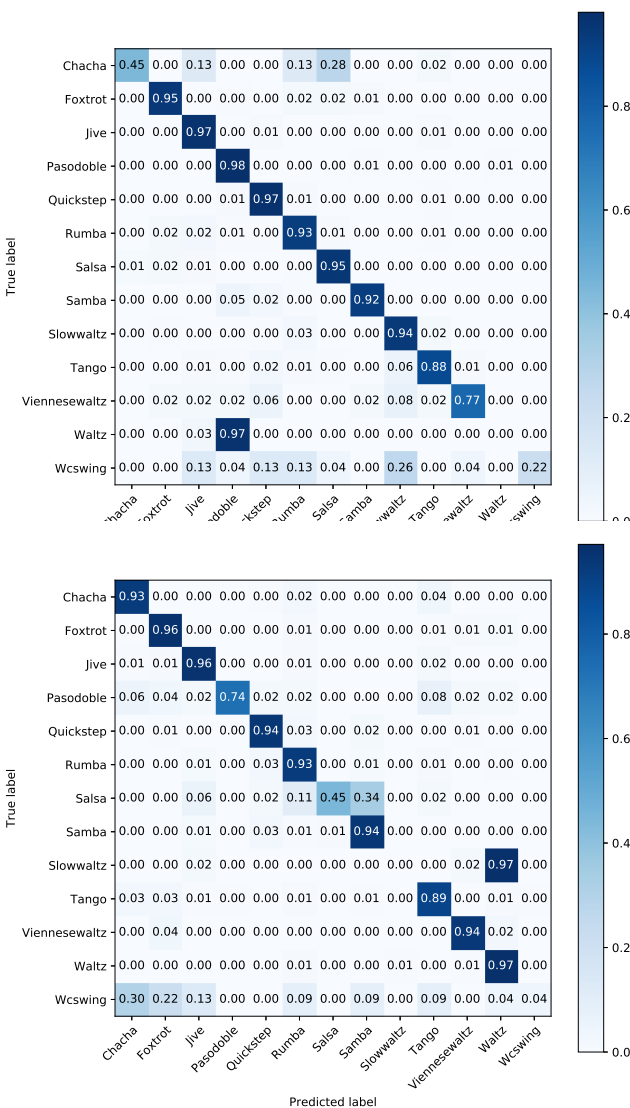 Chacha 0.45 0.00 0.13 0.00 0.00 0.13 0.28 0.00 0.00 0.02 0.00 0.00 0.00
Foxtrot 0.00 0.95 0.00 0.00 0.00 0.02 0.02 0.01 0.00 0.00 0.00 0.00 0.00
0.8
Jive 0.00 0.00 0.97 0.00 0.01 0.00 0.00 0.00 0.00 0.01 0.00 0.00 0.00
Pasodoble 0.00 0.00 0.00 0.98 0.00 0.00 0.00 0.01 0.00 0.00 0.00 0.01 0.00
Quickstep 0.00 0.00 0.00 0.01 0.97 0.01 0.00 0.00 0.00 0.01 0.00 0.00 0.00
0.6
Rumba 0.00 0.02 0.02 0.01 0.00 0.93 0.01 0.00 0.00 0.01 0.00 0.00 0.00
True label
Salsa 0.01 0.02 0.01 0.00 0.00 0.00 0.95 0.00 0.00 0.00 0.00 0.00 0.00
Samba 0.00 0.00 0.00 0.05 0.02 0.00 0.00 0.92 0.00 0.00 0.00 0.00 0.00
0.4
Slowwaltz 0.00 0.00 0.00 0.00 0.00 0.03 0.00 0.00 0.94 0.02 0.00 0.00 0.00
Tango 0.00 0.00 0.01 0.00 0.02 0.01 0.00 0.00 0.06 0.88 0.01 0.00 0.00
Viennesewaltz 0.00 0.02 0.02 0.02 0.06 0.00 0.00 0.02 0.08 0.02 0.77 0.00 0.00
0.2
Waltz 0.00 0.00 0.03 0.97 0.00 0.00 0.00 0.00 0.00 0.00 0.00 0.00 0.00
Wcswing 0.00 0.00 0.13 0.04 0.13 0.13 0.04 0.00 0.26 0.00 0.04 0.00 0.22
Jive Rumba Salsa Samba Tango Waltz
Chacha 0.93 0.00 0.00 0.00 0.00 0.02 0.00 0.00 0.00 0.04 0.00 0.00 0.00
Foxtrot 0.00 0.96 0.00 0.00 0.00 0.01 0.00 0.00 0.00 0.01 0.01 0.01 0.00
0.8
Jive 0.01 0.01 0.96 0.00 0.00 0.01 0.00 0.00 0.00 0.02 0.00 0.00 0.00
Pasodoble 0.06 0.04 0.02 0.74 0.02 0.02 0.00 0.00 0.00 0.08 0.02 0.02 0.00
Quickstep 0.00 0.01 0.00 0.00 0.94 0.03 0.00 0.02 0.00 0.00 0.01 0.00 0.00
0.6
Rumba 0.00 0.00 0.01 0.00 0.03 0.93 0.00 0.01 0.00 0.01 0.00 0.00 0.00
True label
Salsa 0.00 0.00 0.06 0.00 0.02 0.11 0.45 0.34 0.00 0.02 0.00 0.00 0.00
Samba 0.00 0.00 0.01 0.00 0.03 0.01 0.01 0.94 0.00 0.00 0.00 0.00 0.00
0.4
Slowwaltz 0.00 0.00 0.02 0.00 0.00 0.00 0.00 0.00 0.00 0.00 0.02 0.97 0.00
Tango 0.03 0.03 0.01 0.00 0.00 0.01 0.00 0.01 0.00 0.89 0.00 0.01 0.00
Viennesewaltz 0.00 0.04 0.00 0.00 0.00 0.00 0.00 0.00 0.00 0.00 0.94 0.02 0.00
0.2
Waltz 0.00 0.00 0.00 0.00 0.00 0.01 0.00 0.00 0.01 0.00 0.01 0.97 0.00
Wcswing 0.30 0.22 0.13 0.00 0.00 0.09 0.00 0.09 0.00 0.09 0.00 0.04 0.04
0.0
Chacha Foxtrot Jive Pasodoble Quickstep Rumba Salsa Samba Slowwaltz Tango Viennesewaltz Waltz Wcswing
Predicted label